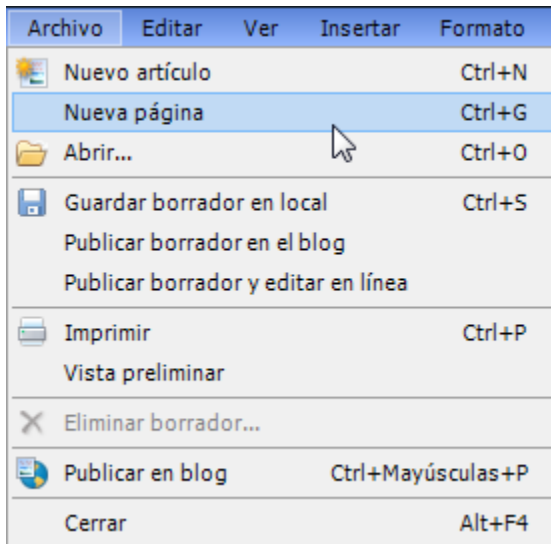 Archivo Editar Ver Insertar Formato
Nuevo artículo Ctrl+N
Nueva página Ctrl+G
Abrir... Ctrl+O
Guardar borrador en local Ctrl+S
Publicar borrador en el blog
Publicar borrador y editar en línea
Imprimir Ctrl+P
Vista preliminar
Eliminar borrador...
Publicar en blog Ctrl+Mayúsculas+P
Cerrar Alt+F4